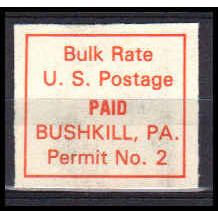 Bulk Rate
U. S. Postage
PAID
BUSHKILL, PA.
Permit No. 2